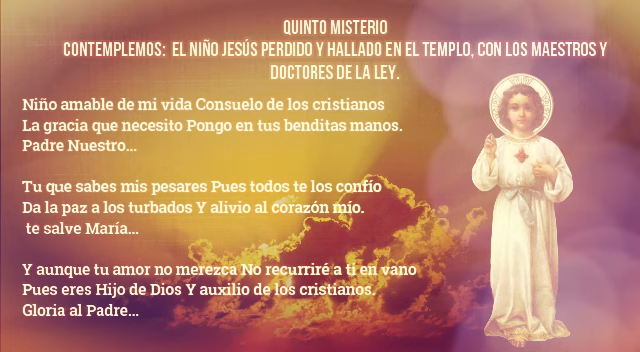 QUINTO MISTERIO
CONTEMPLEMOS: EL NIÑO JESÚS PERDIDO Y HALLADO EN EL TEMPLO, CON LOS MAESTROS Y
DOCTORES DE LA LEY.
Niño amable de mi vida Consuelo de los cristianos
La gracia que necesito Pongo en tus benditas manos.
Padre Nuestro...
Tu que sabes mis pesares Pues todos te los confío
Da la paz a los turbados Y alivio al corazón mío.
te salve María...
Y aunque tu amor no merezca No recurriré a ti en vano
Pues eres Hijo de Dios Y auxilio de los cristianos.
Gloria al Padre...